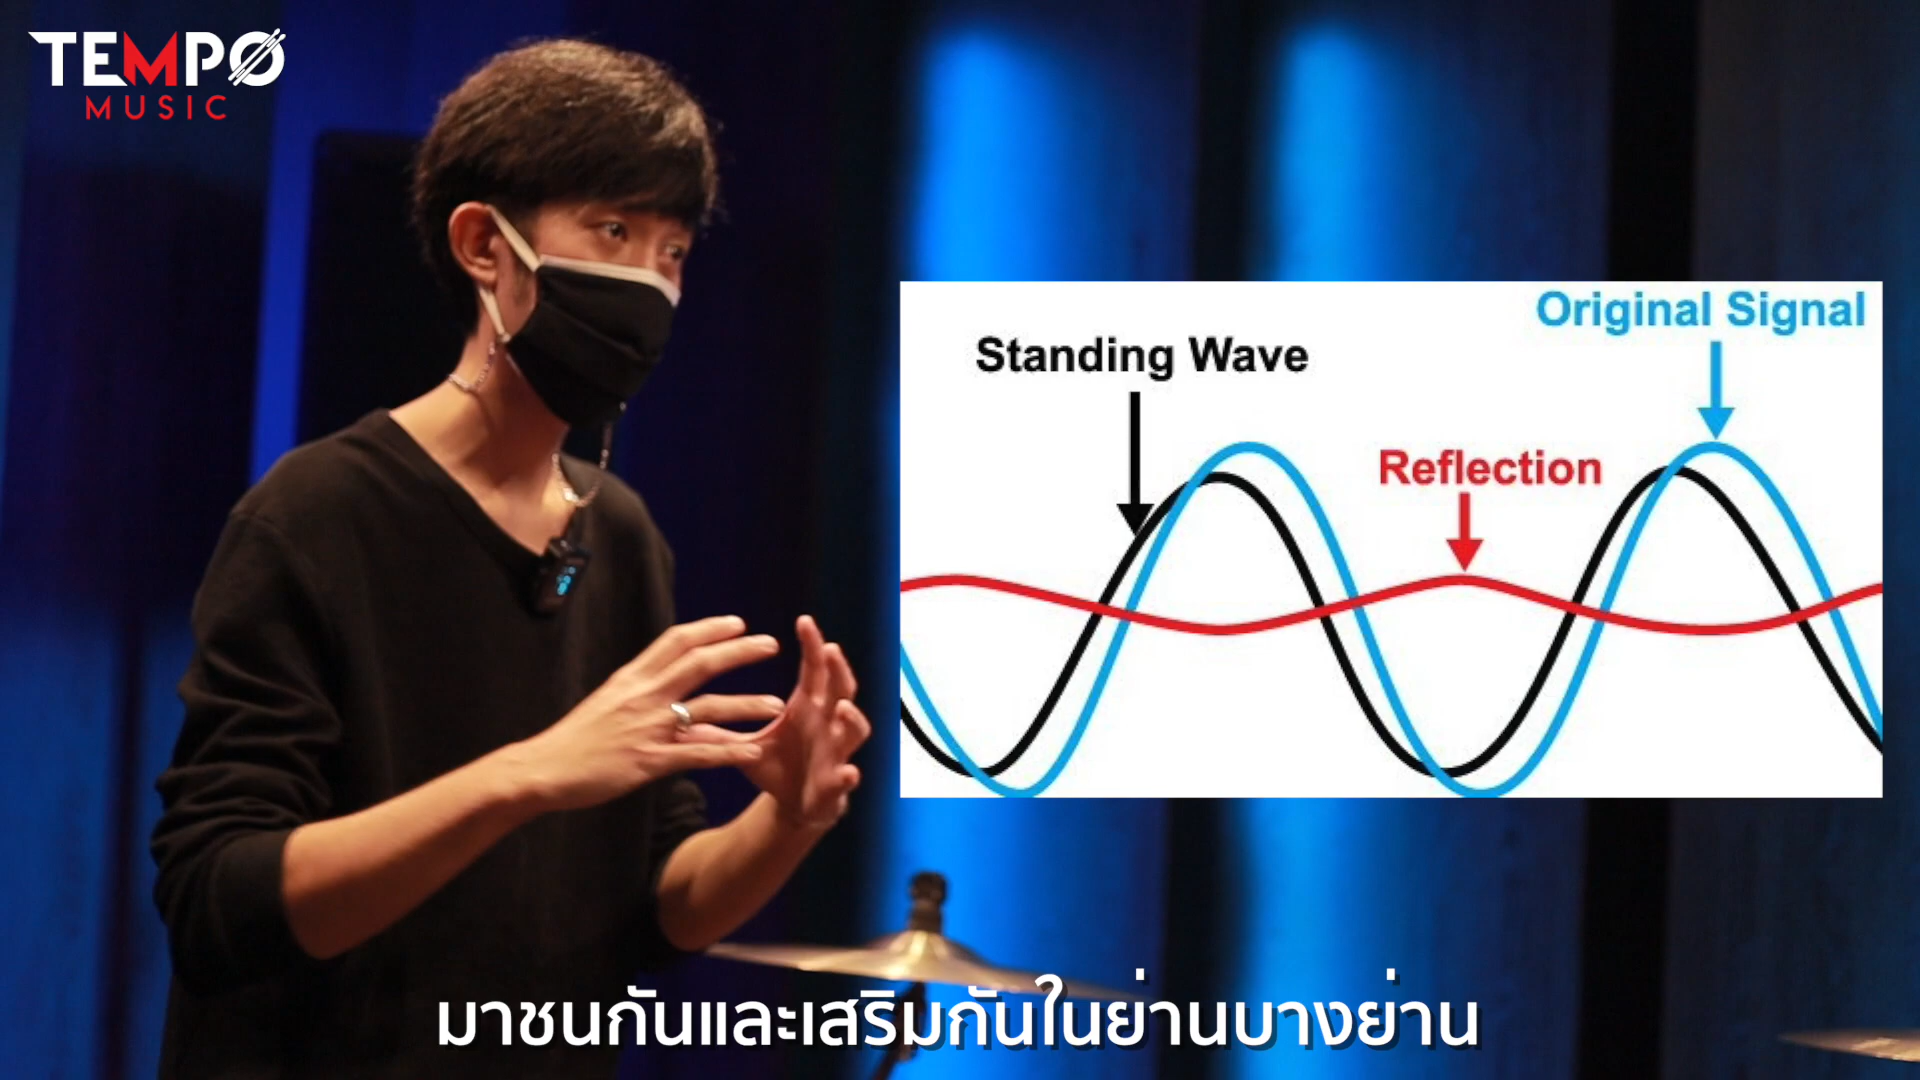 TEMPO
MUSIC
Original Signal
Standing Wave
Reflection
มาชนกันและเสริมกันในย่านบางย่าน